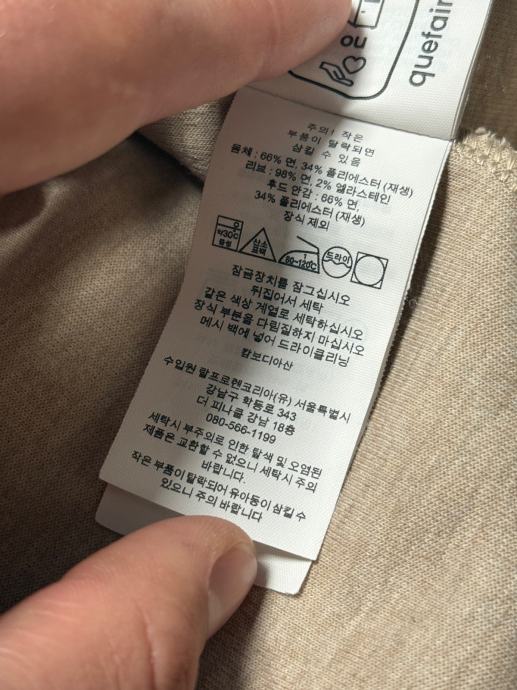 quefair
주의! 작은
부품이 탈락되면
삼킬 수 있음
몸체 : 66% 면, 34% 폴리에스터 (재생)
리브 : 98% 면, 2% 엘라스테인
후드 안감 : 66% 면,
34% 폴리에스터 (재생)
장식 제외
약30℃
중성
산소
표백
1
80-120℃
드라이
잠금장치를 잠그십시오
뒤집어서 세탁
같은 색상 계열로 세탁하십시오
장식 부분을 다림질하지 마십시오
메시 백에 넣어 드라이클리닝
캄보디아산
수입원 랄프로렌코리아(유) 서울특별시
강남구 학동로 343
더 피나클 강남 18층
080-566-1199
세탁시 부주의로 인한 탈색 및 오염된
제품은 교환할 수 없으니 세탁시 주의
바랍니다.
작은 부품이 탈락되어 유아동이 삼킬 수
있으니 주의 바랍니다